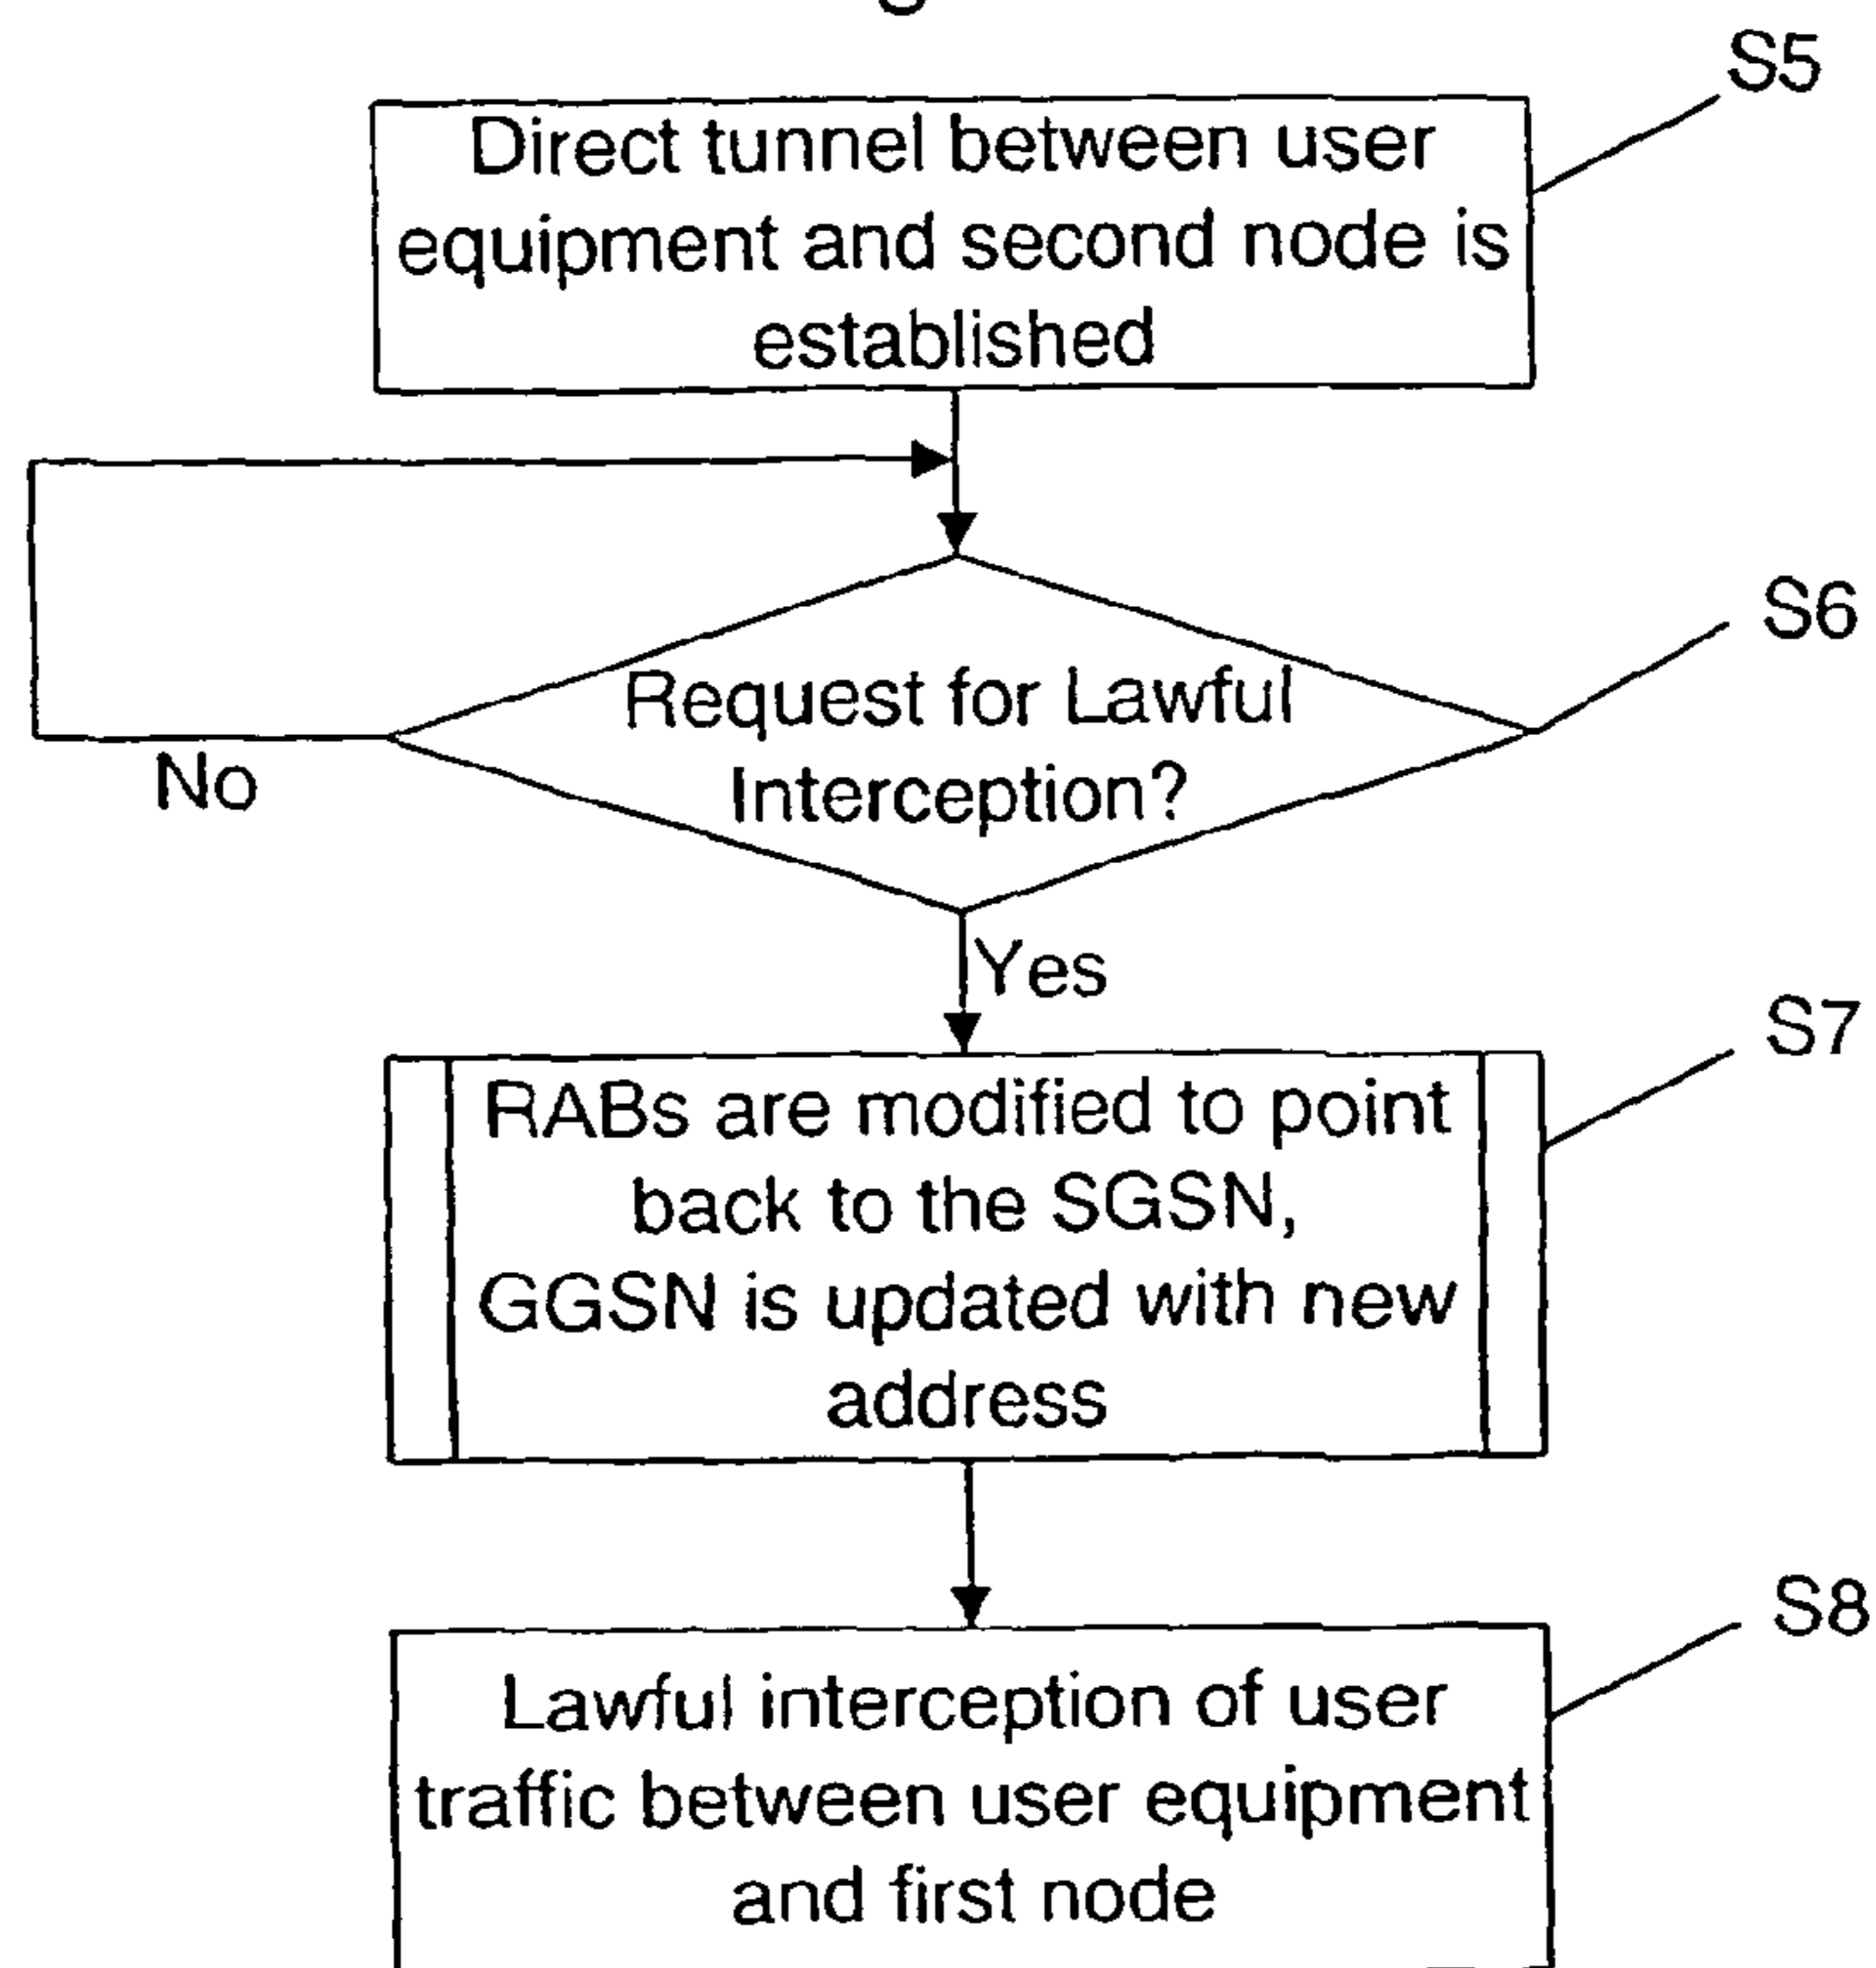 S5
Direct tunnel between user
equipment and second node is
established
S6
Request for Lawful
Interception?
No
Yes
S7
RABs are modified to point
back to the SGSN,
GGSN is updated with new
address
S8
Lawful interception of user
traffic between user equipment
and first node